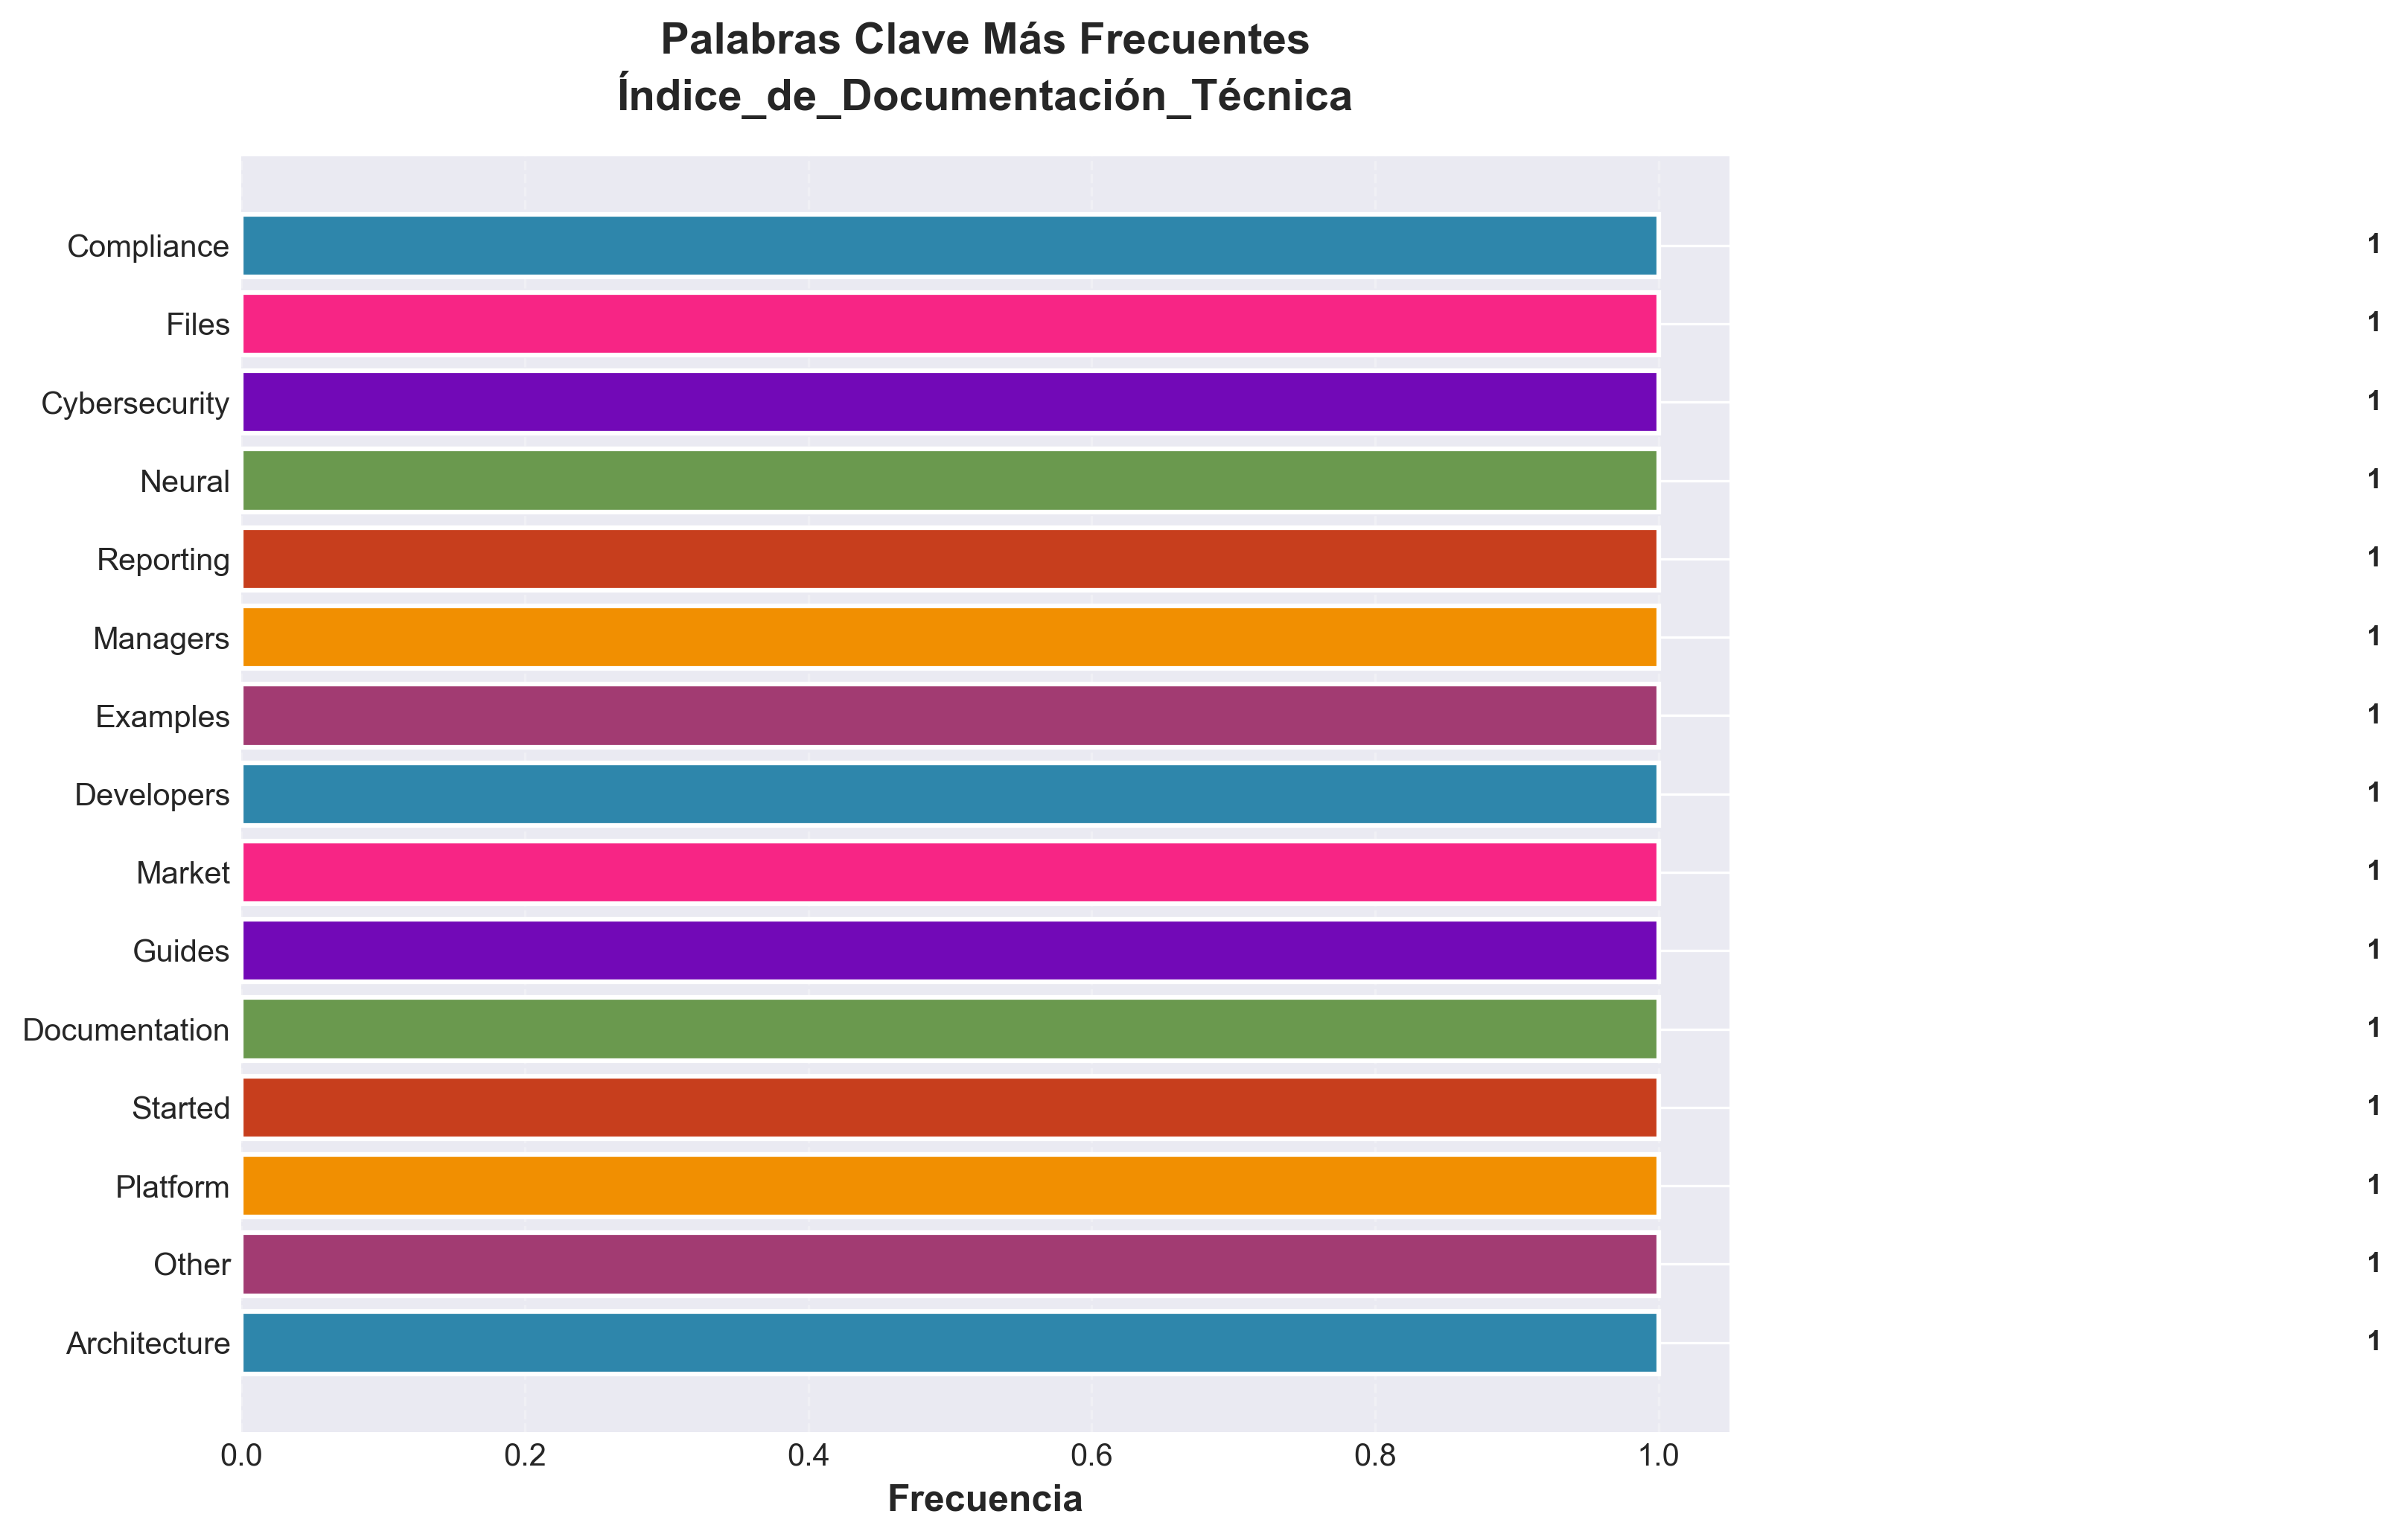 Palabras Clave Más Frecuentes
Índice_de_Documentación_Técnica
Compliance 1
Files 1
Cybersecurity 1
Neural 1
Reporting 1
Managers 1
Examples 1
Developers 1
Market 1
Guides 1
Documentation 1
Started 1
Platform 1
Other 1
Architecture 1
0.0 0.2 0.4 0.6 0.8 1.0
Frecuencia